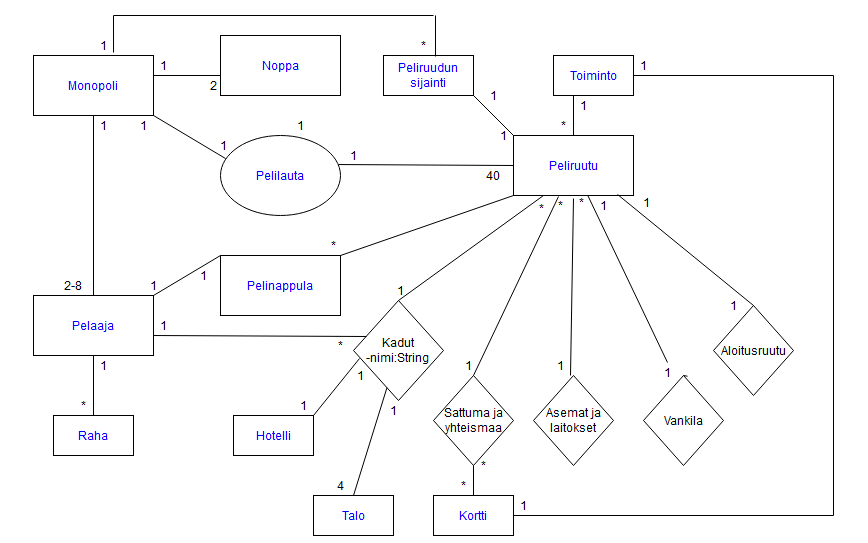 1
*
Monopoli
1
2
Noppa
Peliruudun
sijainti
1
Toiminto
1
1
*
1
1
1
1
Pelilauta
1
1
40
Peliruutu
*
*
*
1
1
*
Pelinappula
1
1
2-8
Pelaaja
1
*
1
*
Raha
1
Kadut
-nimi:String
1
1
1
Hotelli
4
Talo
1
Sattuma ja
yhteismaa
*
*
Kortti
1
1
Asemat ja
laitokset
1
Vankila
1
Aloitusruutu